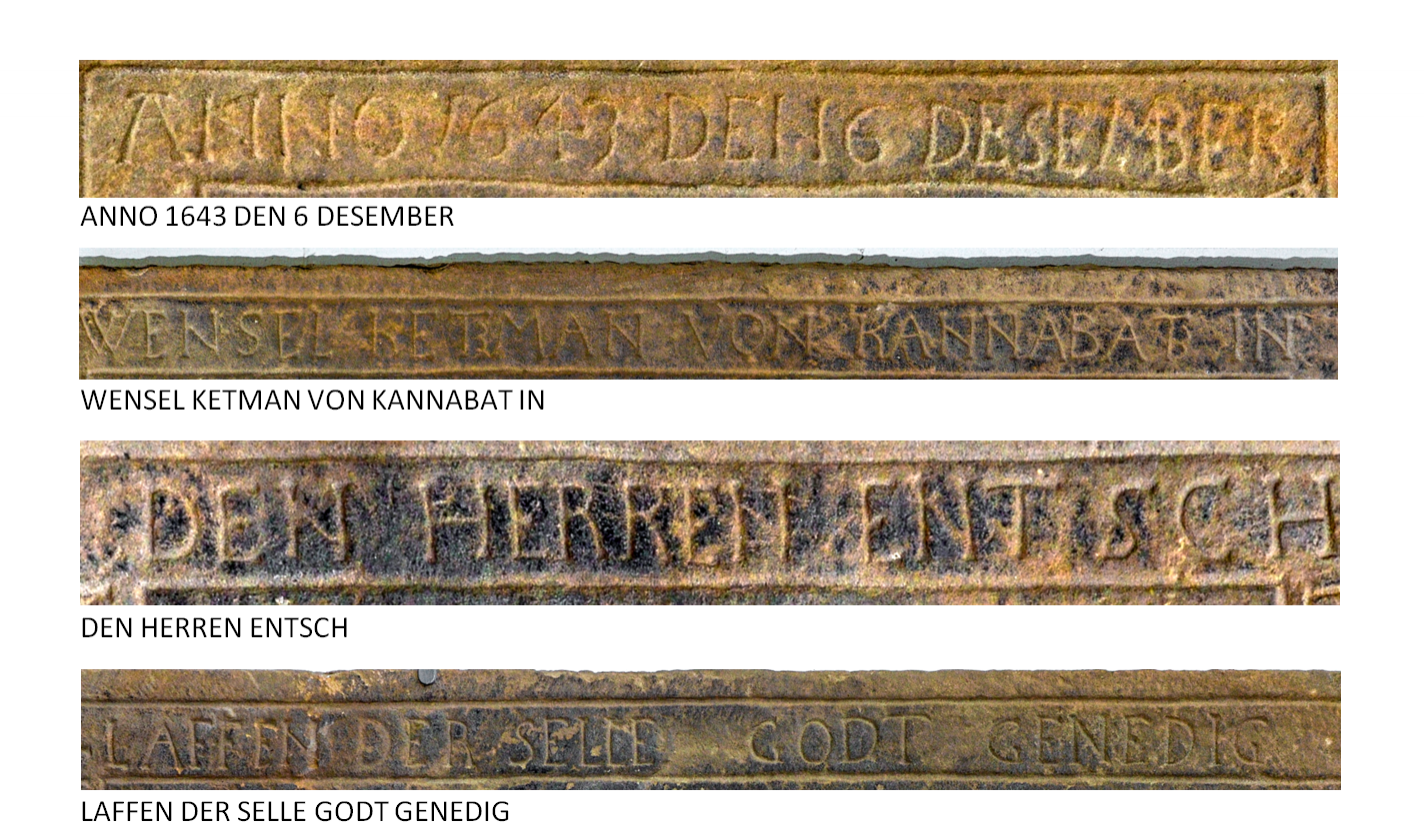 ANNO 1643 DEN 6 DESEMBER
ANNO 1643 DEN 6 DESEMBER
WENSEL KETMAN VON KANNABAT IN
WENSEL KETMAN VON KANNABAT IN
DEN HERREN ENTSCH
DEN HERREN ENTSCH
LAFFEN DER SELLE GODT GENEDIG
LAFFEN DER SELLE GODT GENEDIG